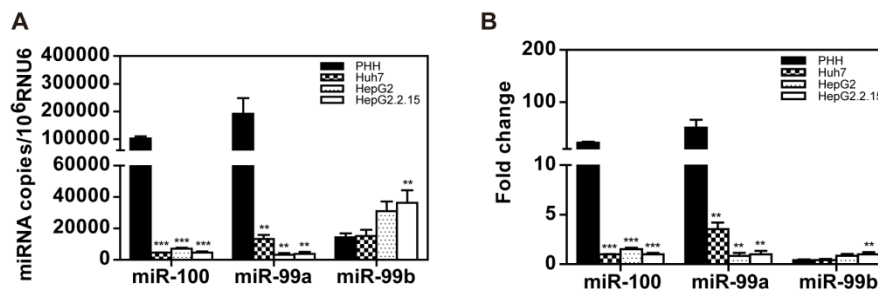 A
miRNA copies/10⁶RNU6
400000
300000
200000
100000
60000
40000
20000
0
PHH
Huh7
HepG2
HepG2.2.15
***
***
***
**
**
**
**
miR-100
miR-99a
miR-99b
B
Fold change
200
100
10
5
0
PHH
Huh7
HepG2
HepG2.2.15
***
***
***
**
**
**
**
miR-100
miR-99a
miR-99b